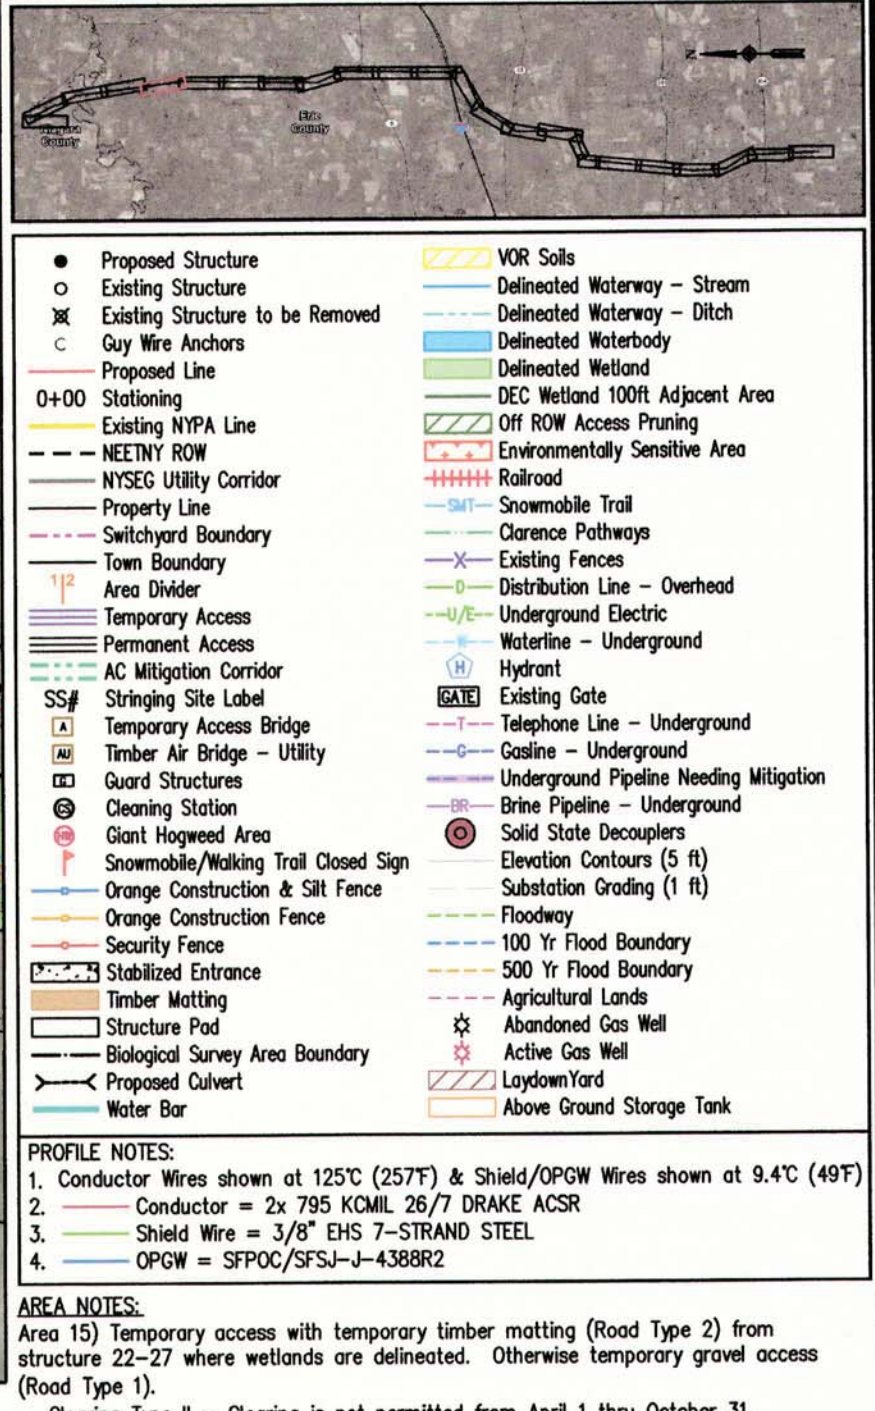 N
Niagara
County
Erie
County
Proposed Structure
Existing Structure
Existing Structure to be Removed
C Guy Wire Anchors
Proposed Line
0+00 Stationing
Existing NYPA Line
NEETNY ROW
NYSEG Utility Corridor
Property Line
Switchyard Boundary
Town Boundary
1|2 Area Divider
Temporary Access
Permanent Access
AC Mitigation Corridor
SS# Stringing Site Label
A Temporary Access Bridge
AU Timber Air Bridge - Utility
G Guard Structures
CS Cleaning Station
Giant Hogweed Area
Snowmobile/Walking Trail Closed Sign
Orange Construction & Silt Fence
Orange Construction Fence
Security Fence
Stabilized Entrance
Timber Matting
Structure Pad
Biological Survey Area Boundary
Proposed Culvert
Water Bar
VOR Soils
Delineated Waterway - Stream
Delineated Waterway - Ditch
Delineated Waterbody
Delineated Wetland
DEC Wetland 100ft Adjacent Area
Off ROW Access Pruning
Environmentally Sensitive Area
Railroad
SMT Snowmobile Trail
Clarence Pathways
X Existing Fences
D Distribution Line - Overhead
U/E Underground Electric
Waterline - Underground
H Hydrant
GATE Existing Gate
T Telephone Line - Underground
G Gasline - Underground
Underground Pipeline Needing Mitigation
BR Brine Pipeline - Underground
Solid State Decouplers
Elevation Contours (5 ft)
Substation Grading (1 ft)
Floodway
100 Yr Flood Boundary
500 Yr Flood Boundary
Agricultural Lands
Abandoned Gas Well
Active Gas Well
LaydownYard
Above Ground Storage Tank
PROFILE NOTES:
1. Conductor Wires shown at 125°C (257°F) & Shield/OPGW Wires shown at 9.4°C (49°F)
2. Conductor = 2x 795 KCMIL 26/7 DRAKE ACSR
3. Shield Wire = 3/8" EHS 7-STRAND STEEL
4. OPGW = SFPOC/SFSJ-J-4388R2
AREA NOTES:
Area 15) Temporary access with temporary timber matting (Road Type 2) from
structure 22-27 where wetlands are delineated. Otherwise temporary gravel access
(Road Type 1).
Clearing is not permitted from April 1 thru October 31